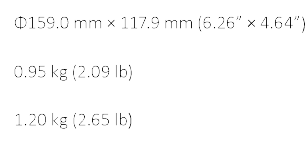 Φ159.0 mm × 117.9 mm (6.26" × 4.64")
0.95 kg (2.09 lb)
1.20 kg (2.65 lb)